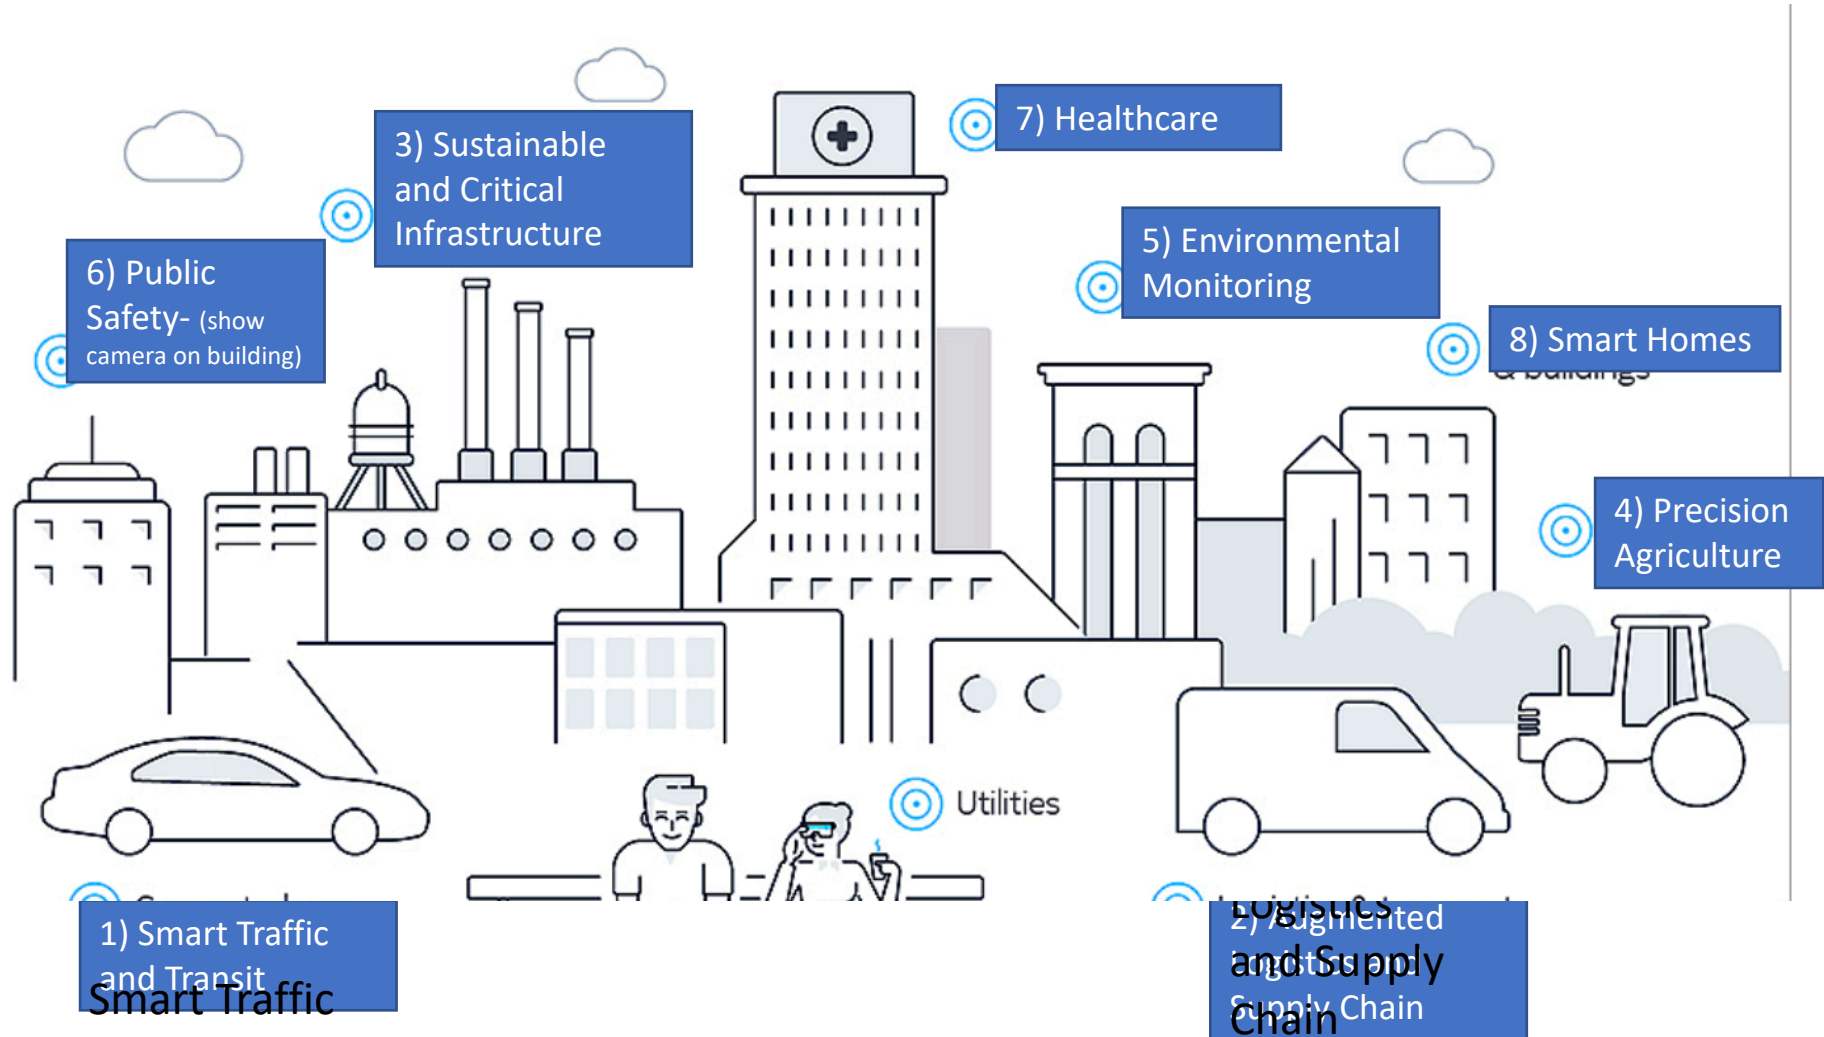 7) Healthcare
3) Sustainable
and Critical
Infrastructure
5) Environmental
Monitoring
6) Public
Safety- (show
camera on building)
8) Smart Homes
& buildings
4) Precision
Agriculture
Utilities
1) Smart Traffic
and Transit
Smart Traffic
2) Augmented
Logistics and
Supply Chain
Logistics
and Supply
Chain